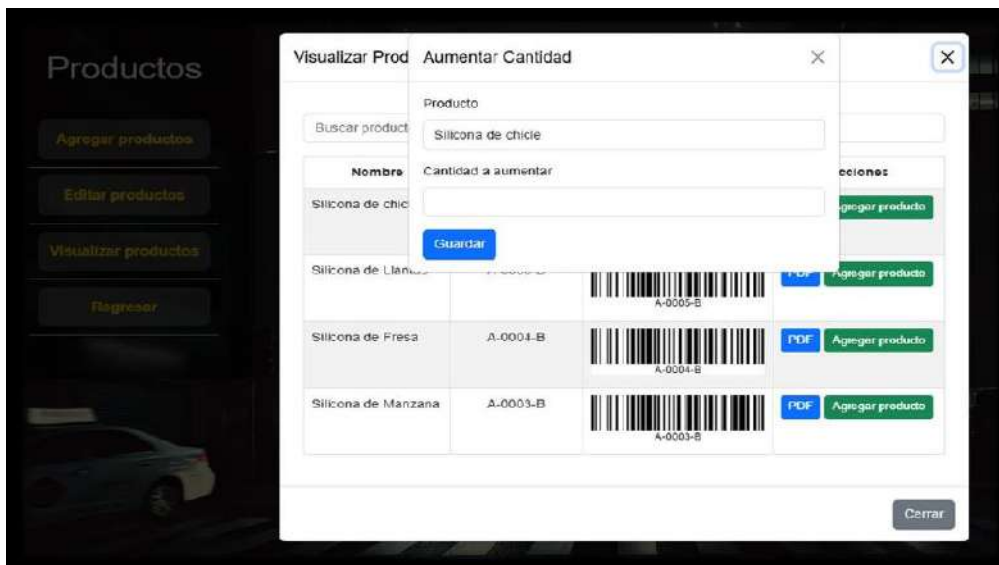 Productos
Agregar productos
Editar productos
Visualizar productos
Regresar
Visualizar Prod
Aumentar Cantidad
Producto
Buscar product
Silicona de chicle
Nombre
Cantidad a aumentar
cciones
Silicona de chic
gregar producto
Guardar
Silicona de Llantas
PDF Agregar producto
A-0005-B
Silicona de Fresa A-0004-B PDF Agregar producto
A-0004-B
Silicona de Manzana A-0003-B PDF Agregar producto
A-0003-B
Cerrar